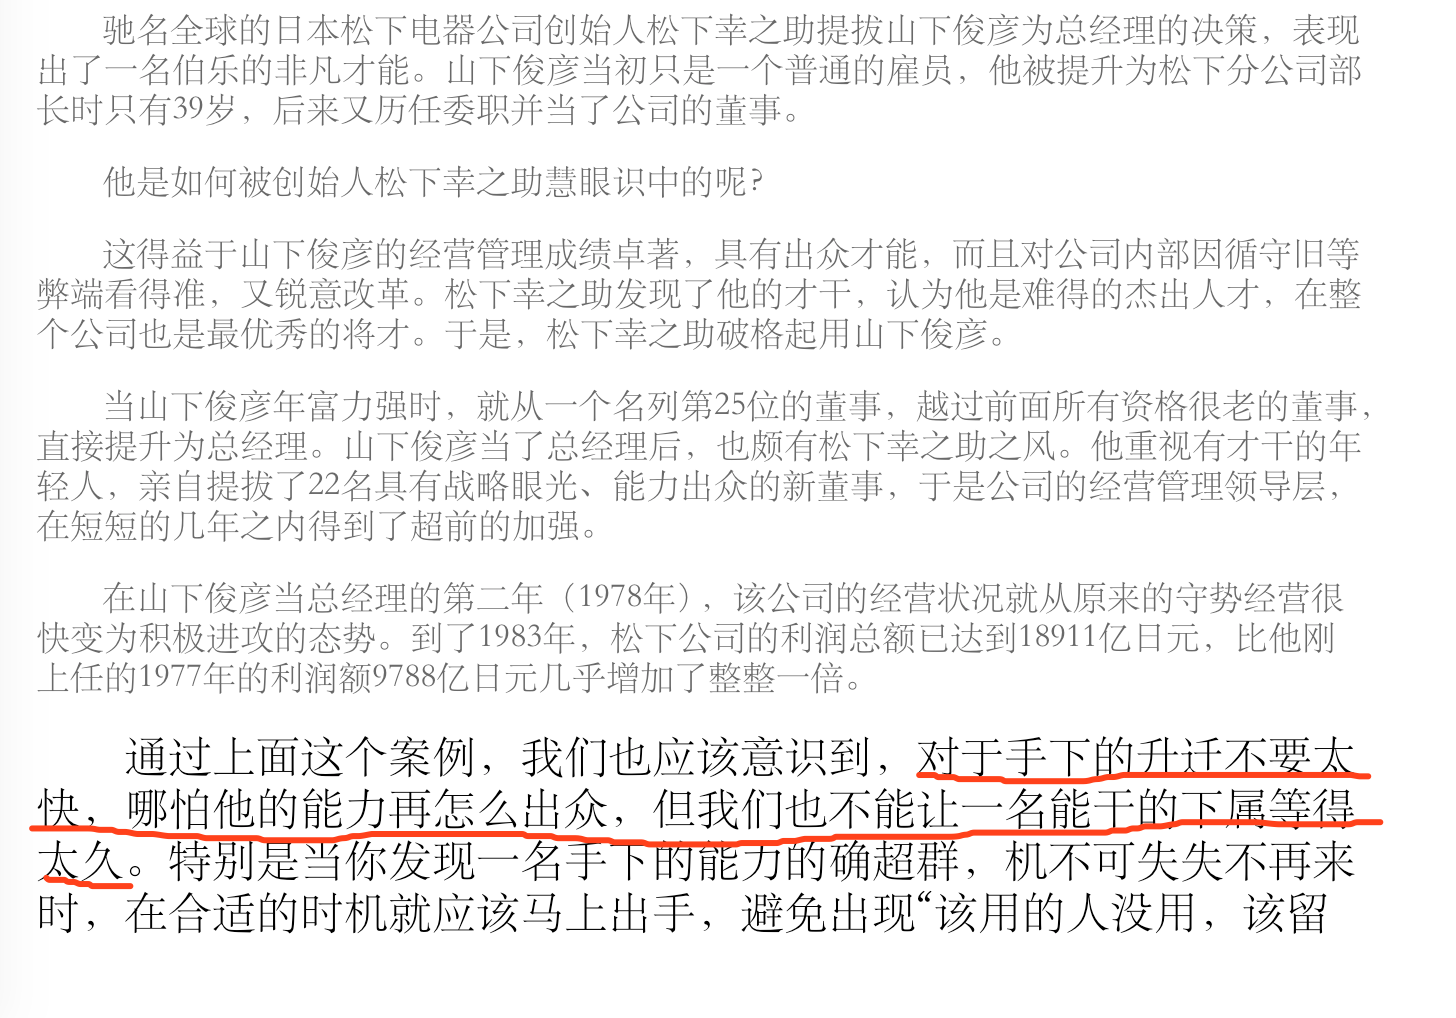 驰名全球的日本松下电器公司创始人松下幸之助提拔山下俊彦为总经理的决策，表现
出了一名伯乐的非凡才能。山下俊彦当初只是一个普通的雇员，他被提升为松下分公司部
长时只有39岁，后来又历任委职并当了公司的董事。
他是如何被创始人松下幸之助慧眼识中的呢？
这得益于山下俊彦的经营管理成绩卓著，具有出众才能，而且对公司内部因循守旧等
弊端看得准，又锐意改革。松下幸之助发现了他的才干，认为他是难得的杰出人才，在整
个公司也是最优秀的将才。于是，松下幸之助破格起用山下俊彦。
当山下俊彦年富力强时，就从一个名列第25位的董事，越过前面所有资格很老的董事，
直接提升为总经理。山下俊彦当了总经理后，也颇有松下幸之助之风。他重视有才干的年
轻人，亲自提拔了22名具有战略眼光、能力出众的新董事，于是公司的经营管理领导层，
在短短的几年之内得到了超前的加强。
在山下俊彦当总经理的第二年（1978年），该公司的经营状况就从原来的守势经营很
快变为积极进攻的态势。到了1983年，松下公司的利润总额已达到18911亿日元，比他刚
上任的1977年的利润额9788亿日元几乎增加了整整一倍。
通过上面这个案例，我们也应该意识到，对于手下的升迁不要太
快，哪怕他的能力再怎么出众，但我们也不能让一名能干的下属等得
太久。特别是当你发现一名手下的能力的确超群，机不可失失不再来
时，在合适的时机就应该马上出手，避免出现“该用的人没用，该留